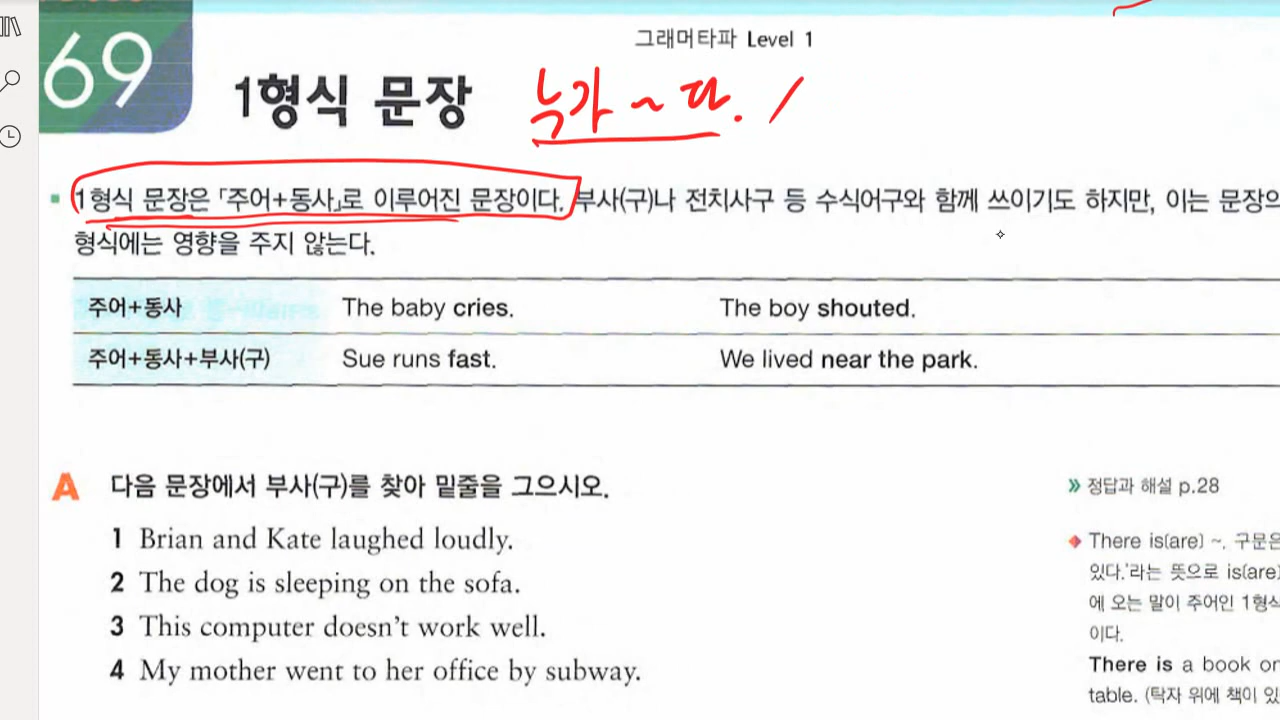 그래머타파 Level 1
69
1형식 문장 누가 ~ 다. /
1형식 문장은 「주어+동사」로 이루어진 문장이다. 부사(구)나 전치사구 등 수식어구와 함께 쓰이기도 하지만, 이는 문장의
형식에는 영향을 주지 않는다.
주어+동사 The baby cries. The boy shouted.
주어+동사+부사(구) Sue runs fast. We lived near the park.
A 다음 문장에서 부사(구)를 찾아 밑줄을 그으시오.
1 Brian and Kate laughed loudly.
2 The dog is sleeping on the sofa.
3 This computer doesn't work well.
4 My mother went to her office by subway.
» 정답과 해설 p.28
There is(are) ~. 구문은
있다.'라는 뜻으로 is(are)
에 오는 말이 주어인 1형식
이다.
There is a book on
table. (탁자 위에 책이 있